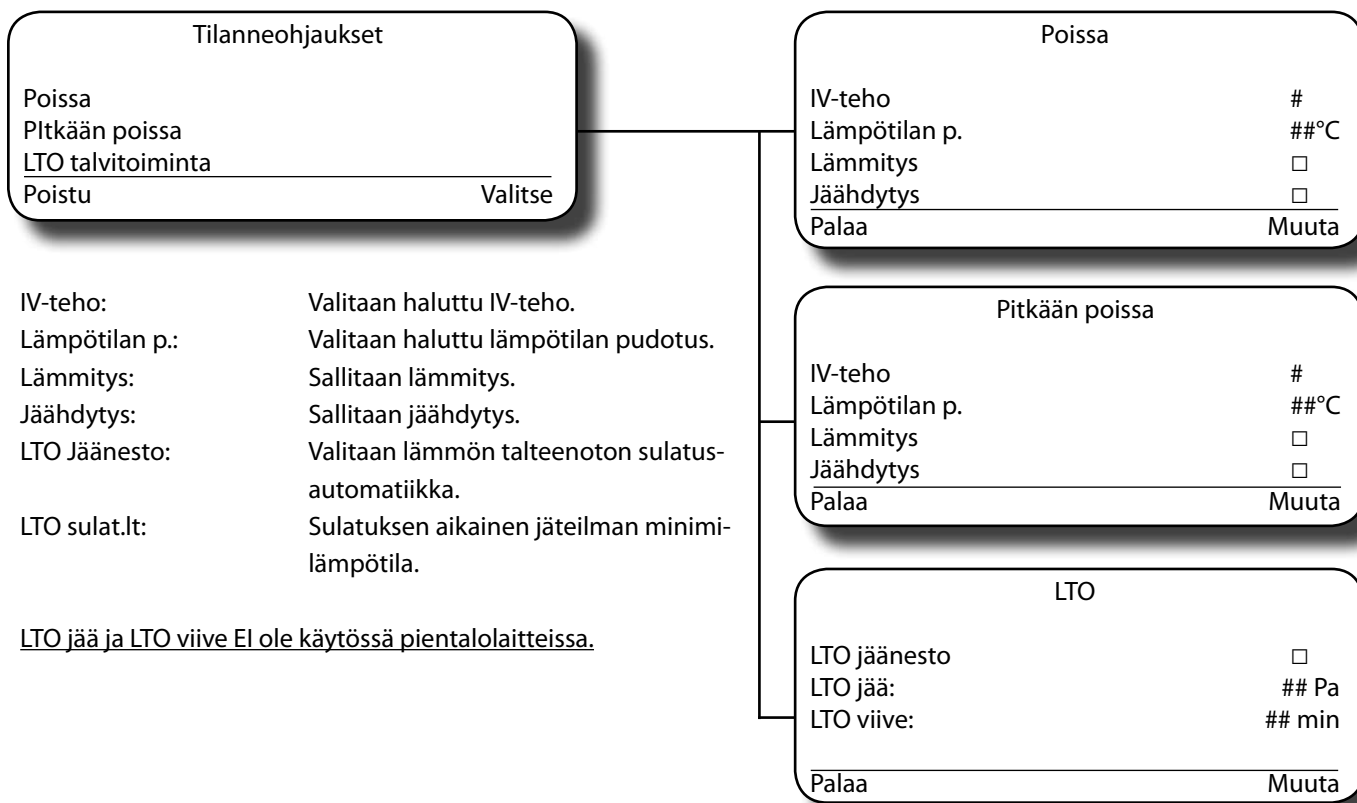 Tilanneohjaukset
Poissa
PItkään poissa
LTO talvitoiminta
Poistu Valitse
Poissa
IV-teho #
Lämpötilan p. ##°C
Lämmitys □
Jäähdytys □
Palaa Muuta
IV-teho: Valitaan haluttu IV-teho.
Lämpötilan p.: Valitaan haluttu lämpötilan pudotus.
Lämmitys: Sallitaan lämmitys.
Jäähdytys: Sallitaan jäähdytys.
LTO Jäänesto: Valitaan lämmön talteenoton sulatus-
automatiikka.
LTO sulat.lt: Sulatuksen aikainen jäteilman minimi-
lämpötila.
LTO jää ja LTO viive EI ole käytössä pientalolaitteissa.
Pitkään poissa
IV-teho #
Lämpötilan p. ##°C
Lämmitys □
Jäähdytys □
Palaa Muuta
LTO
LTO jäänesto □
LTO jää: ## Pa
LTO viive: ## min
Palaa Muuta